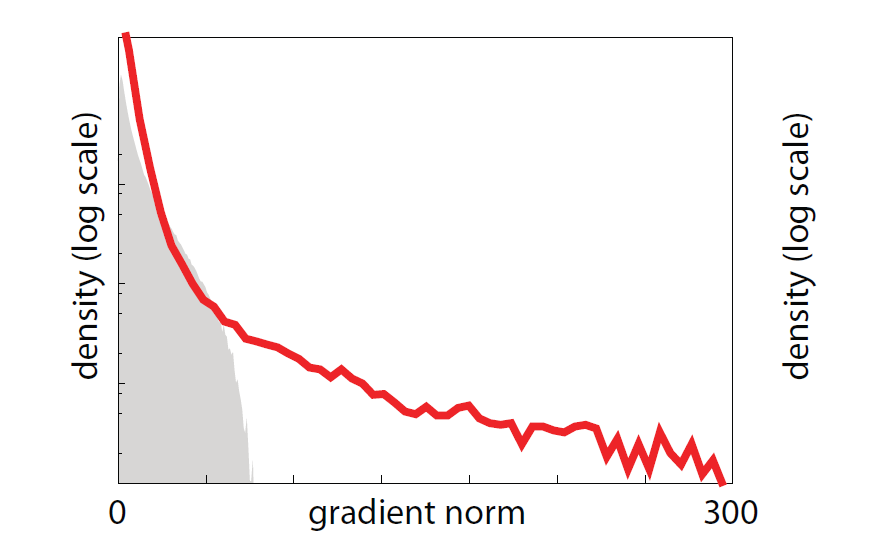 density (log scale)
density (log scale)
0
gradient norm
300